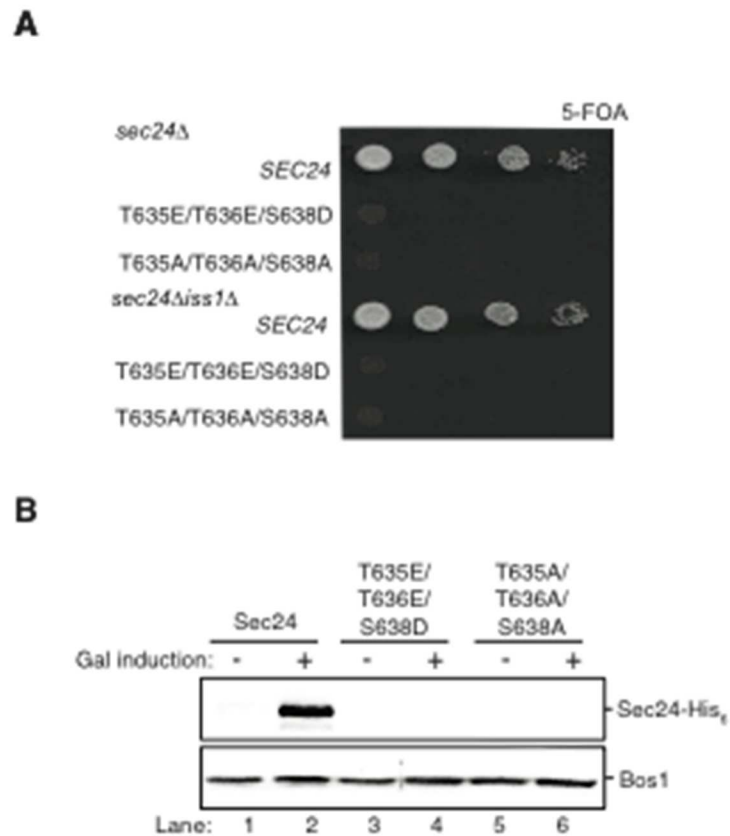 A
5-FOA
sec24Δ
SEC24
T635E/T636E/S638D
T635A/T636A/S638A
sec24Δiss1Δ
SEC24
T635E/T636E/S638D
T635A/T636A/S638A
B
Sec24
T635E/
T636E/
S638D
T635A/
T636A/
S638A
Gal induction: - + - + - +
Sec24-His₆
Bos1
Lane: 1 2 3 4 5 6